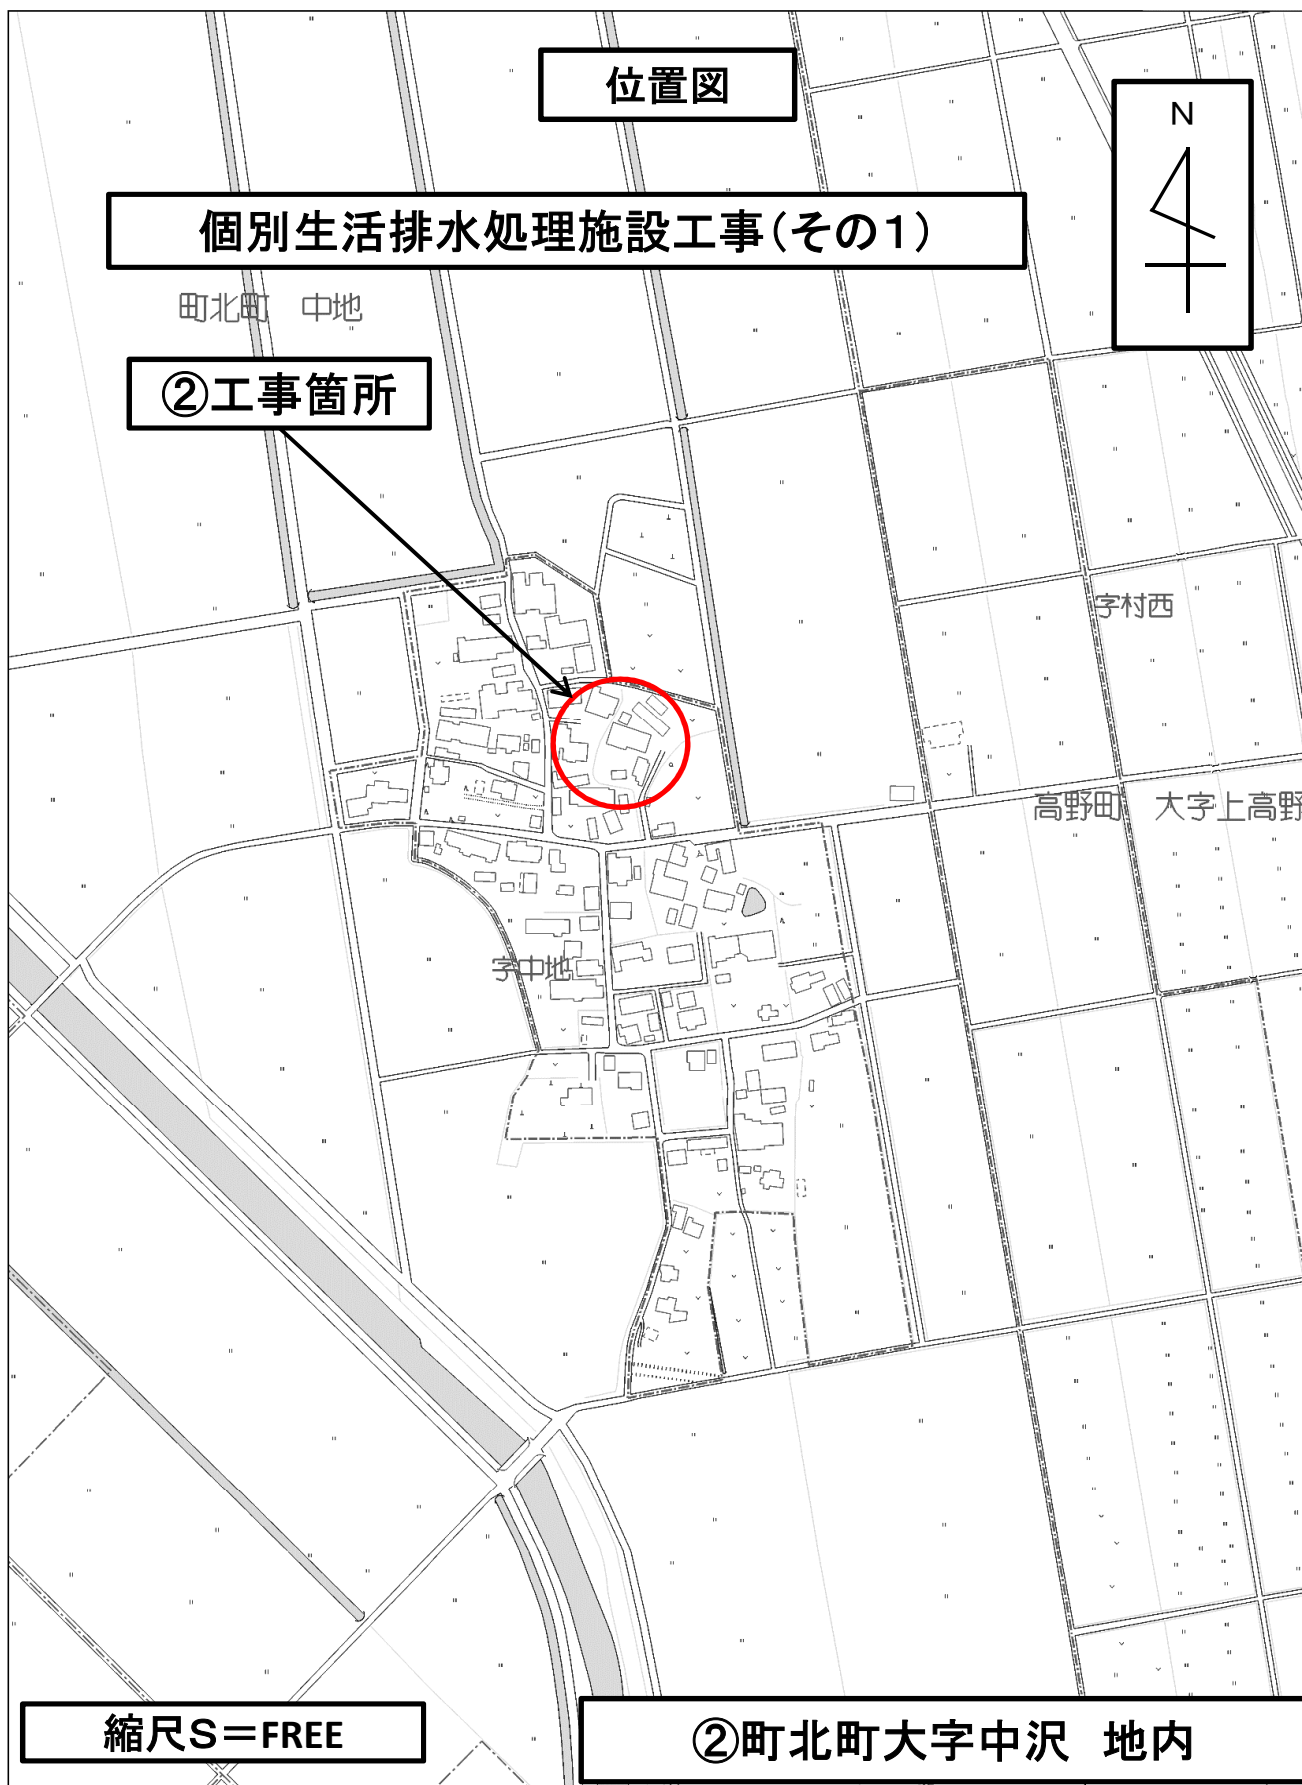 位置図
N
個別生活排水処理施設工事(その1)
町北町 中地
②工事箇所
字村西
高野町 大字上高野
字中地
縮尺S＝FREE
②町北町大字中沢 地内